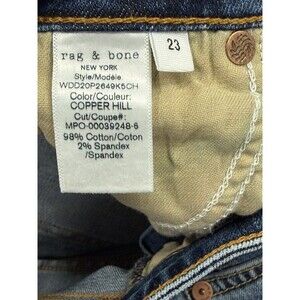 rag & bone
NEW YORK
Style/Modèle:
WDD20P2649K5CH
Color/Couleur:
COPPER HILL
Cut/Coupe#:
MPO-00039248-6
98% Cotton/Coton
2% Spandex
/Spandex
23